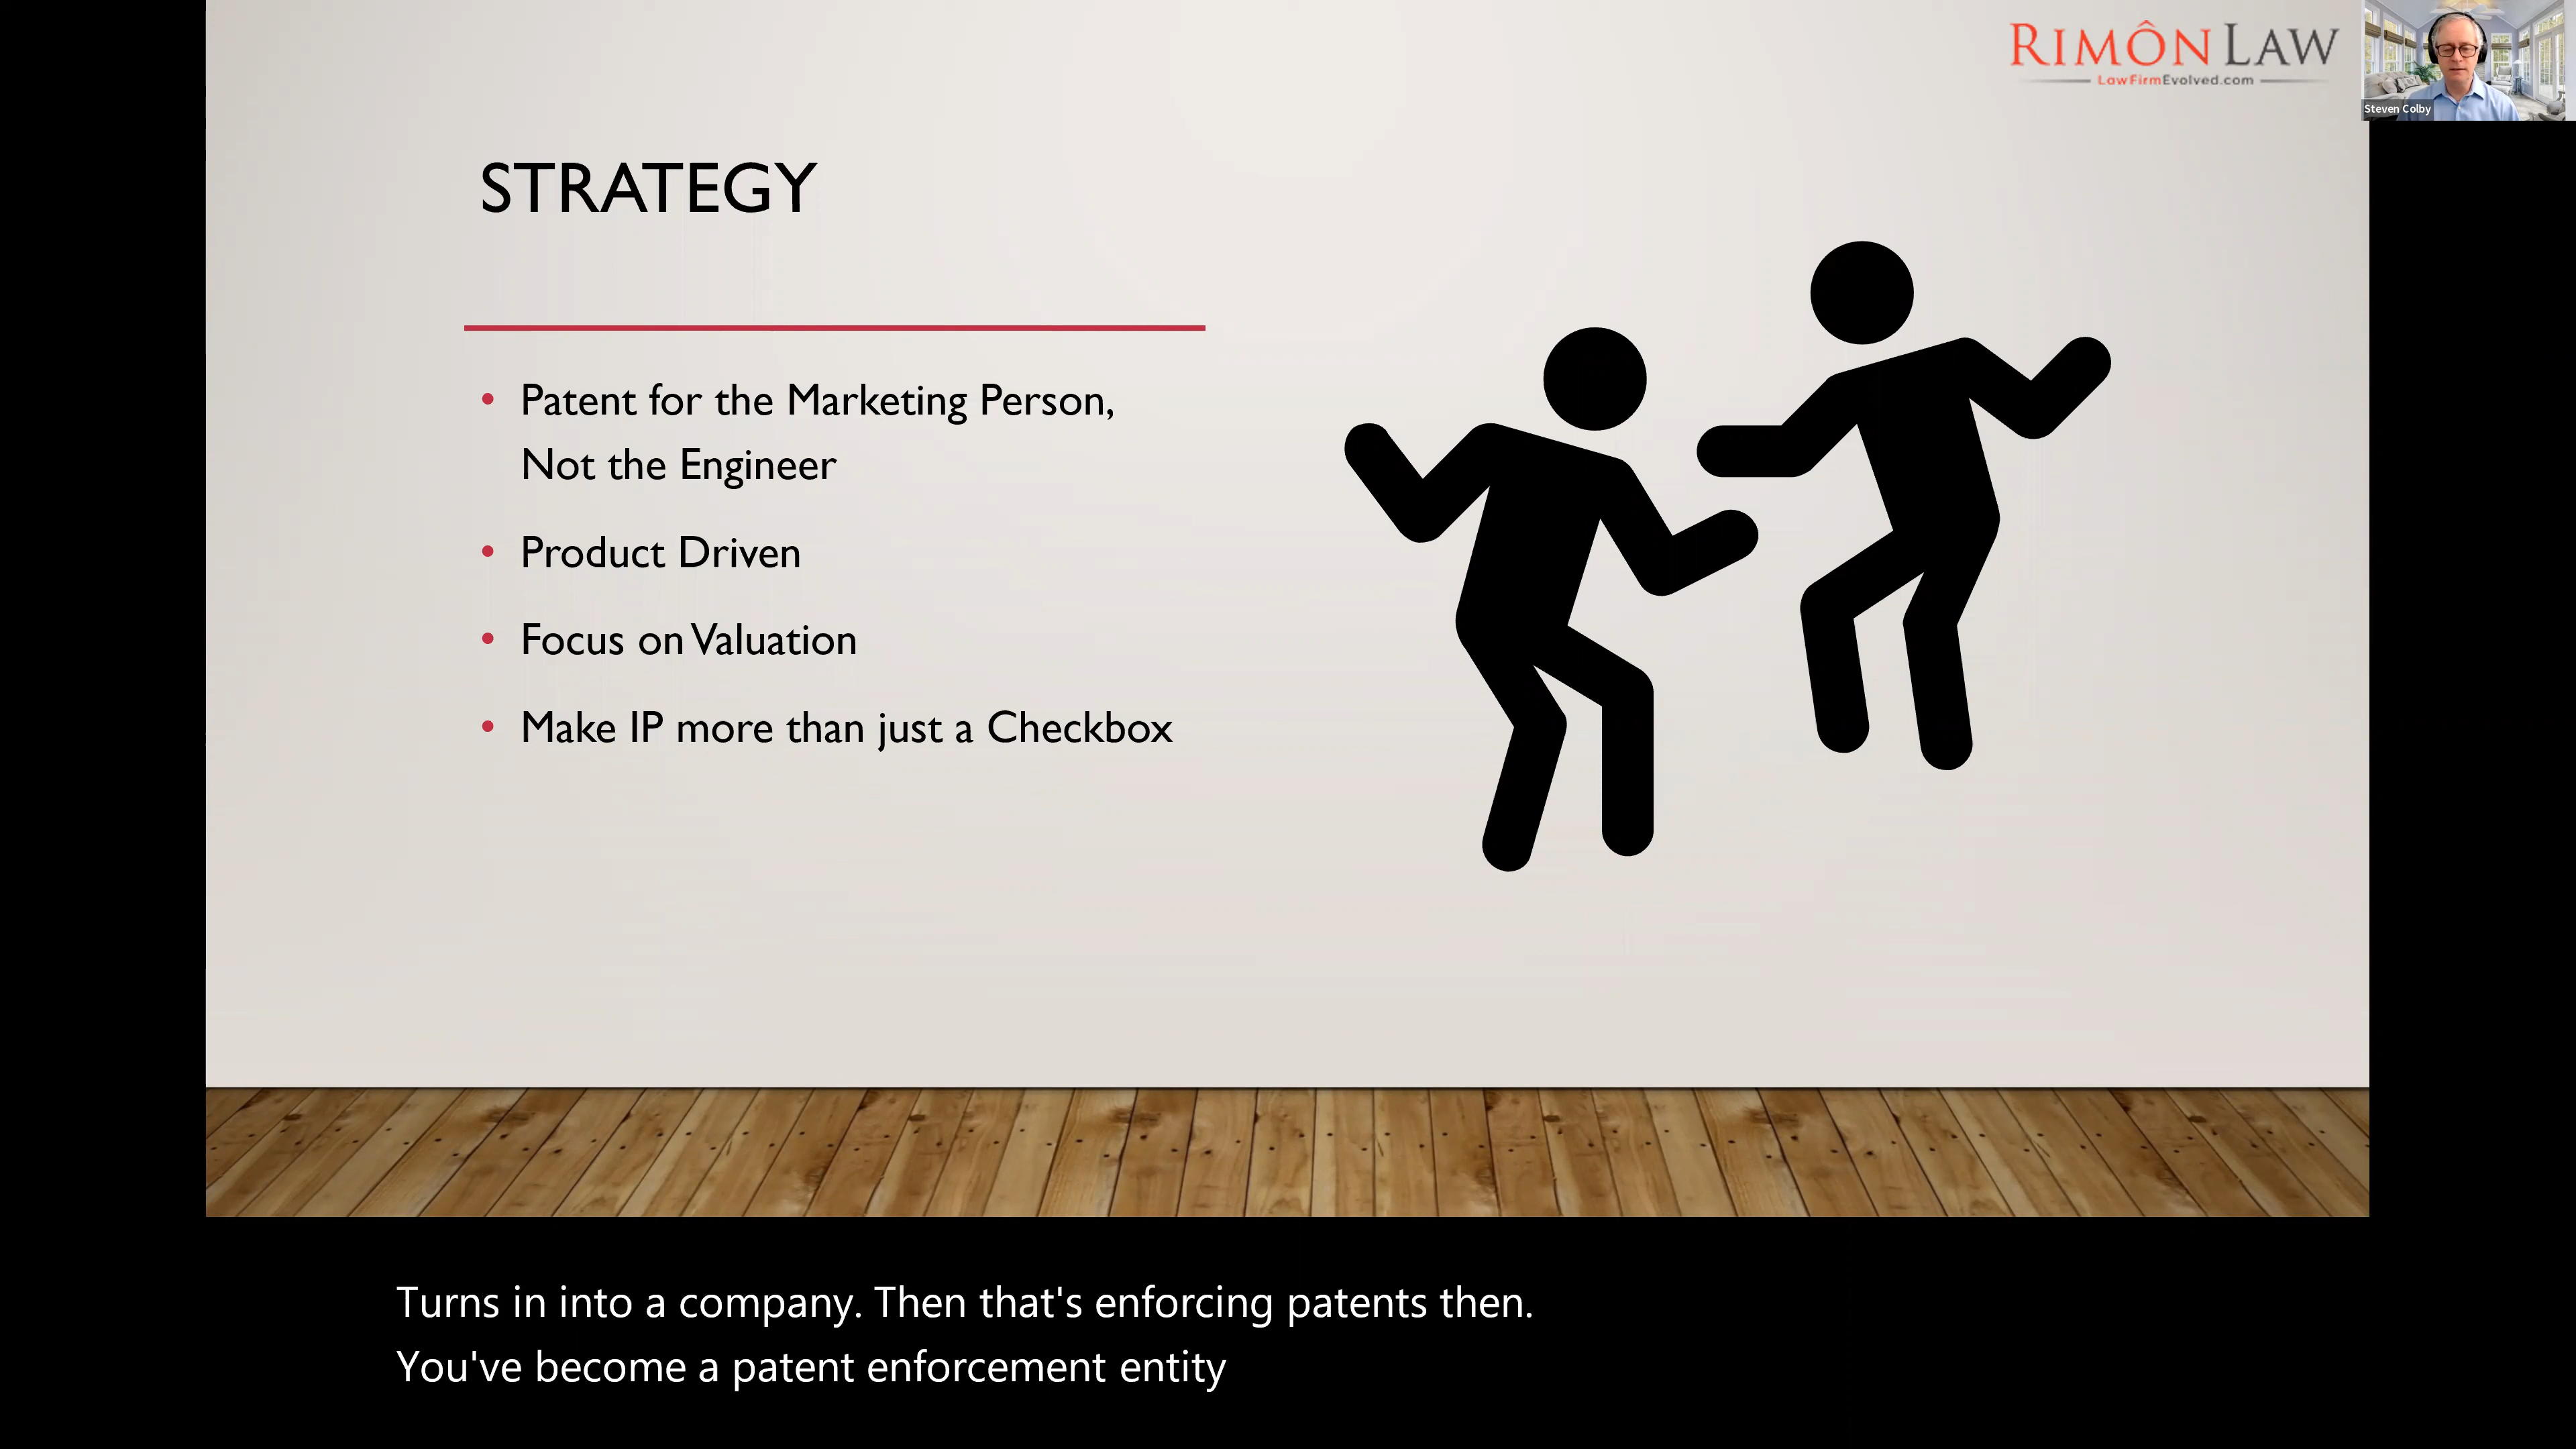 RIMÔN LAW
LawFirmEvolved.com
Steven Colby
STRATEGY
• Patent for the Marketing Person,
Not the Engineer
• Product Driven
• Focus on Valuation
• Make IP more than just a Checkbox
Turns in into a company. Then that's enforcing patents then.
You've become a patent enforcement entity